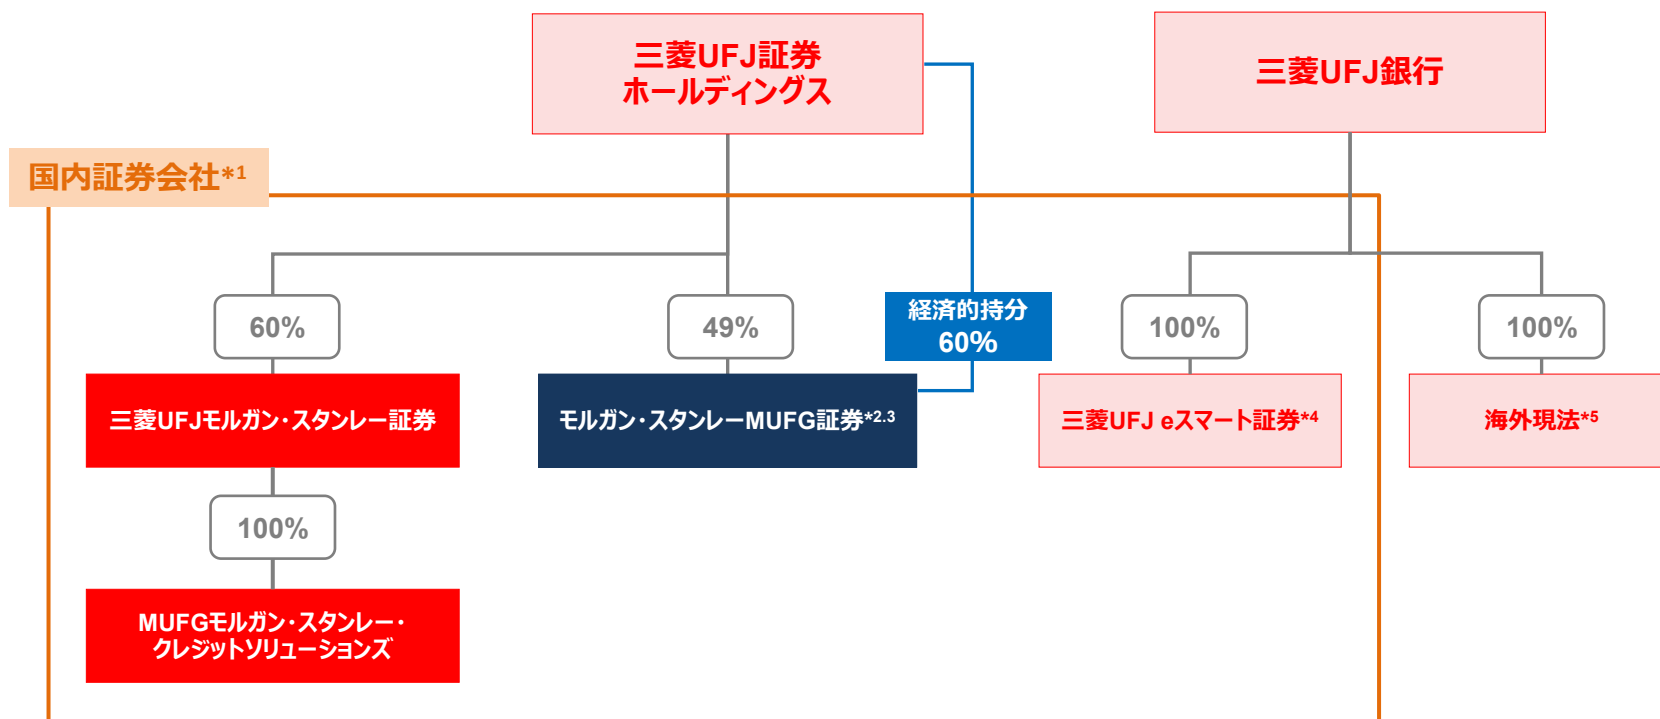 三菱UFJ証券
ホールディングス
三菱UFJ銀行
国内証券会社*1
60%
49%
経済的持分
60%
100%
100%
三菱UFJモルガン・スタンレー証券
モルガン・スタンレーMUFG証券*2.3
三菱UFJ eスマート証券*4
海外現法*5
100%
MUFGモルガン・スタンレー・
クレジットソリューションズ